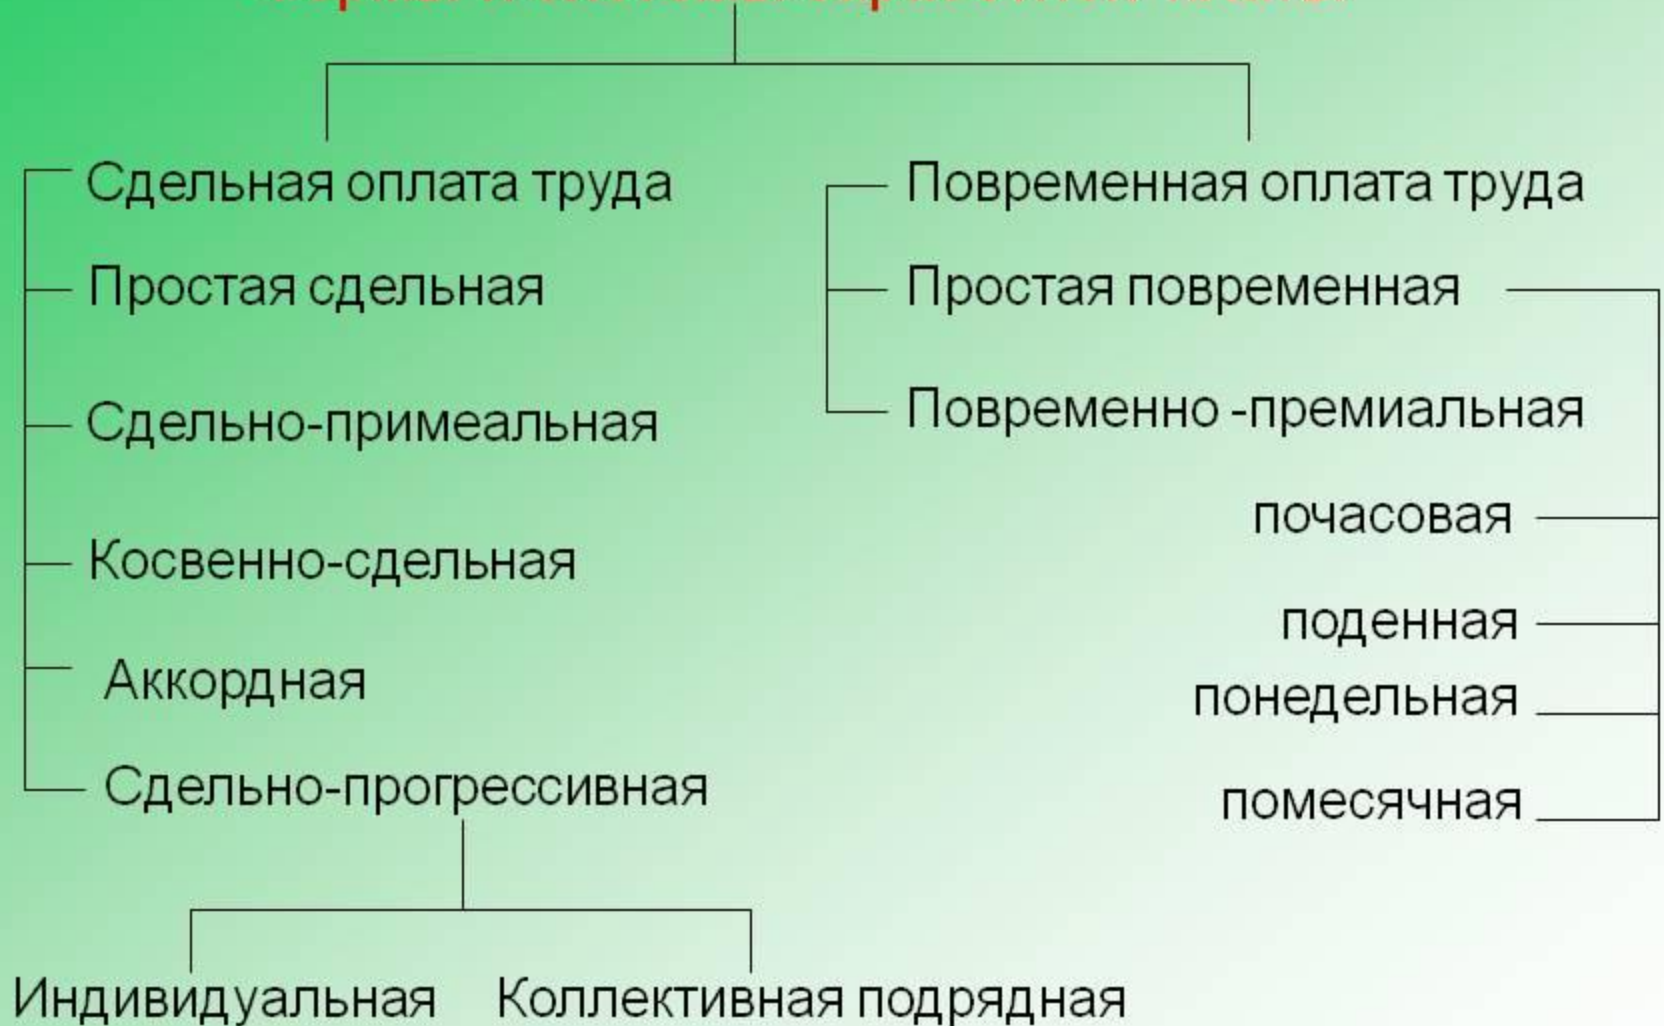 Сдельная оплата труда
Простая сдельная
Сдельно-примеальная
Косвенно-сдельная
Аккордная
Сдельно-прогрессивная
Индивидуальная
Коллективная подрядная
Повременная оплата труда
Простая повременная
Повременно -премиальная
почасовая
поденная
понедельная
помесячная